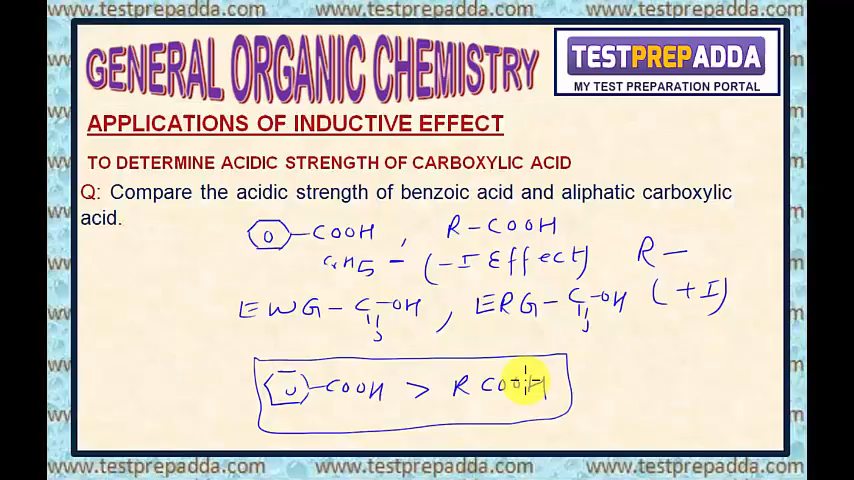 www.testprepadda.com www.testprepadda.com www.testprepadda.com
GENERAL ORGANIC CHEMISTRY
TESTPREPADDA
MY TEST PREPARATION PORTAL
APPLICATIONS OF INDUCTIVE EFFECT
TO DETERMINE ACIDIC STRENGTH OF CARBOXYLIC ACID
Q: Compare the acidic strength of benzoic acid and aliphatic carboxylic
acid.
-COOH , R-COOH
C6H5 - (-I Effect) R-
EWG-C-OH , ERG-C-OH (+I)
-COOH > RCOOH
www.testprepadda.com www.testprepadda.com www.testprepadda.com